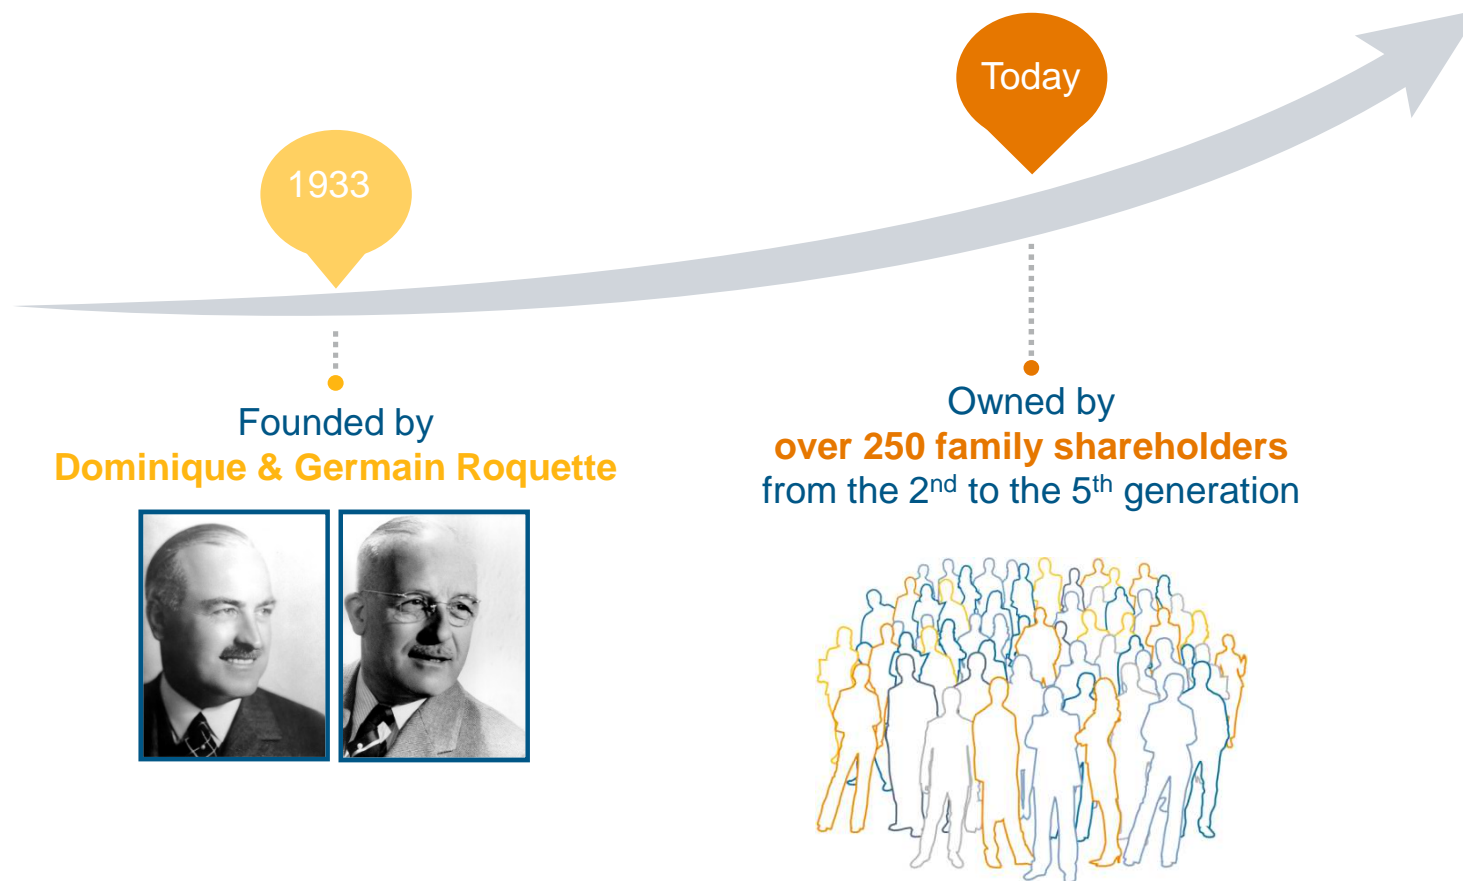 1933
Founded by
Dominique & Germain Roquette
Today
Owned by
over 250 family shareholders
from the 2nd to the 5th generation